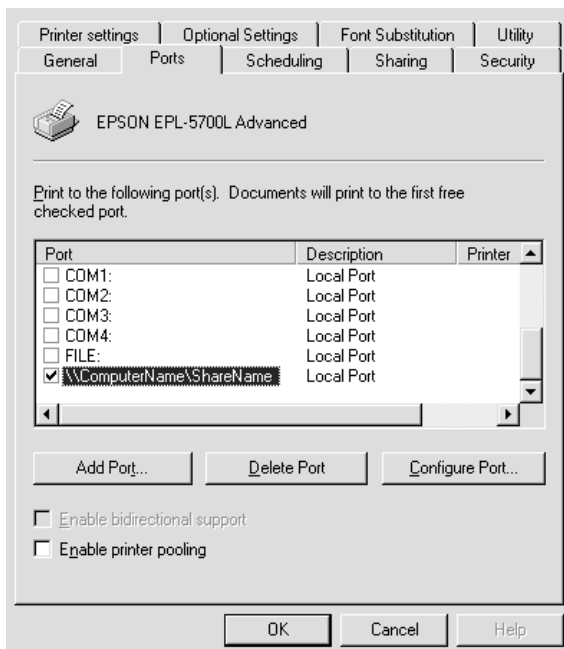 Printer settings Optional Settings Font Substitution Utility
General Ports Scheduling Sharing Security
EPSON EPL-5700L Advanced
Print to the following port(s). Documents will print to the first free
checked port.
Port Description Printer
COM1: Local Port
COM2: Local Port
COM3: Local Port
COM4: Local Port
FILE: Local Port
\\ComputerName\ShareName Local Port
Add Port... Delete Port Configure Port...
Enable bidirectional support
Enable printer pooling
OK Cancel Help